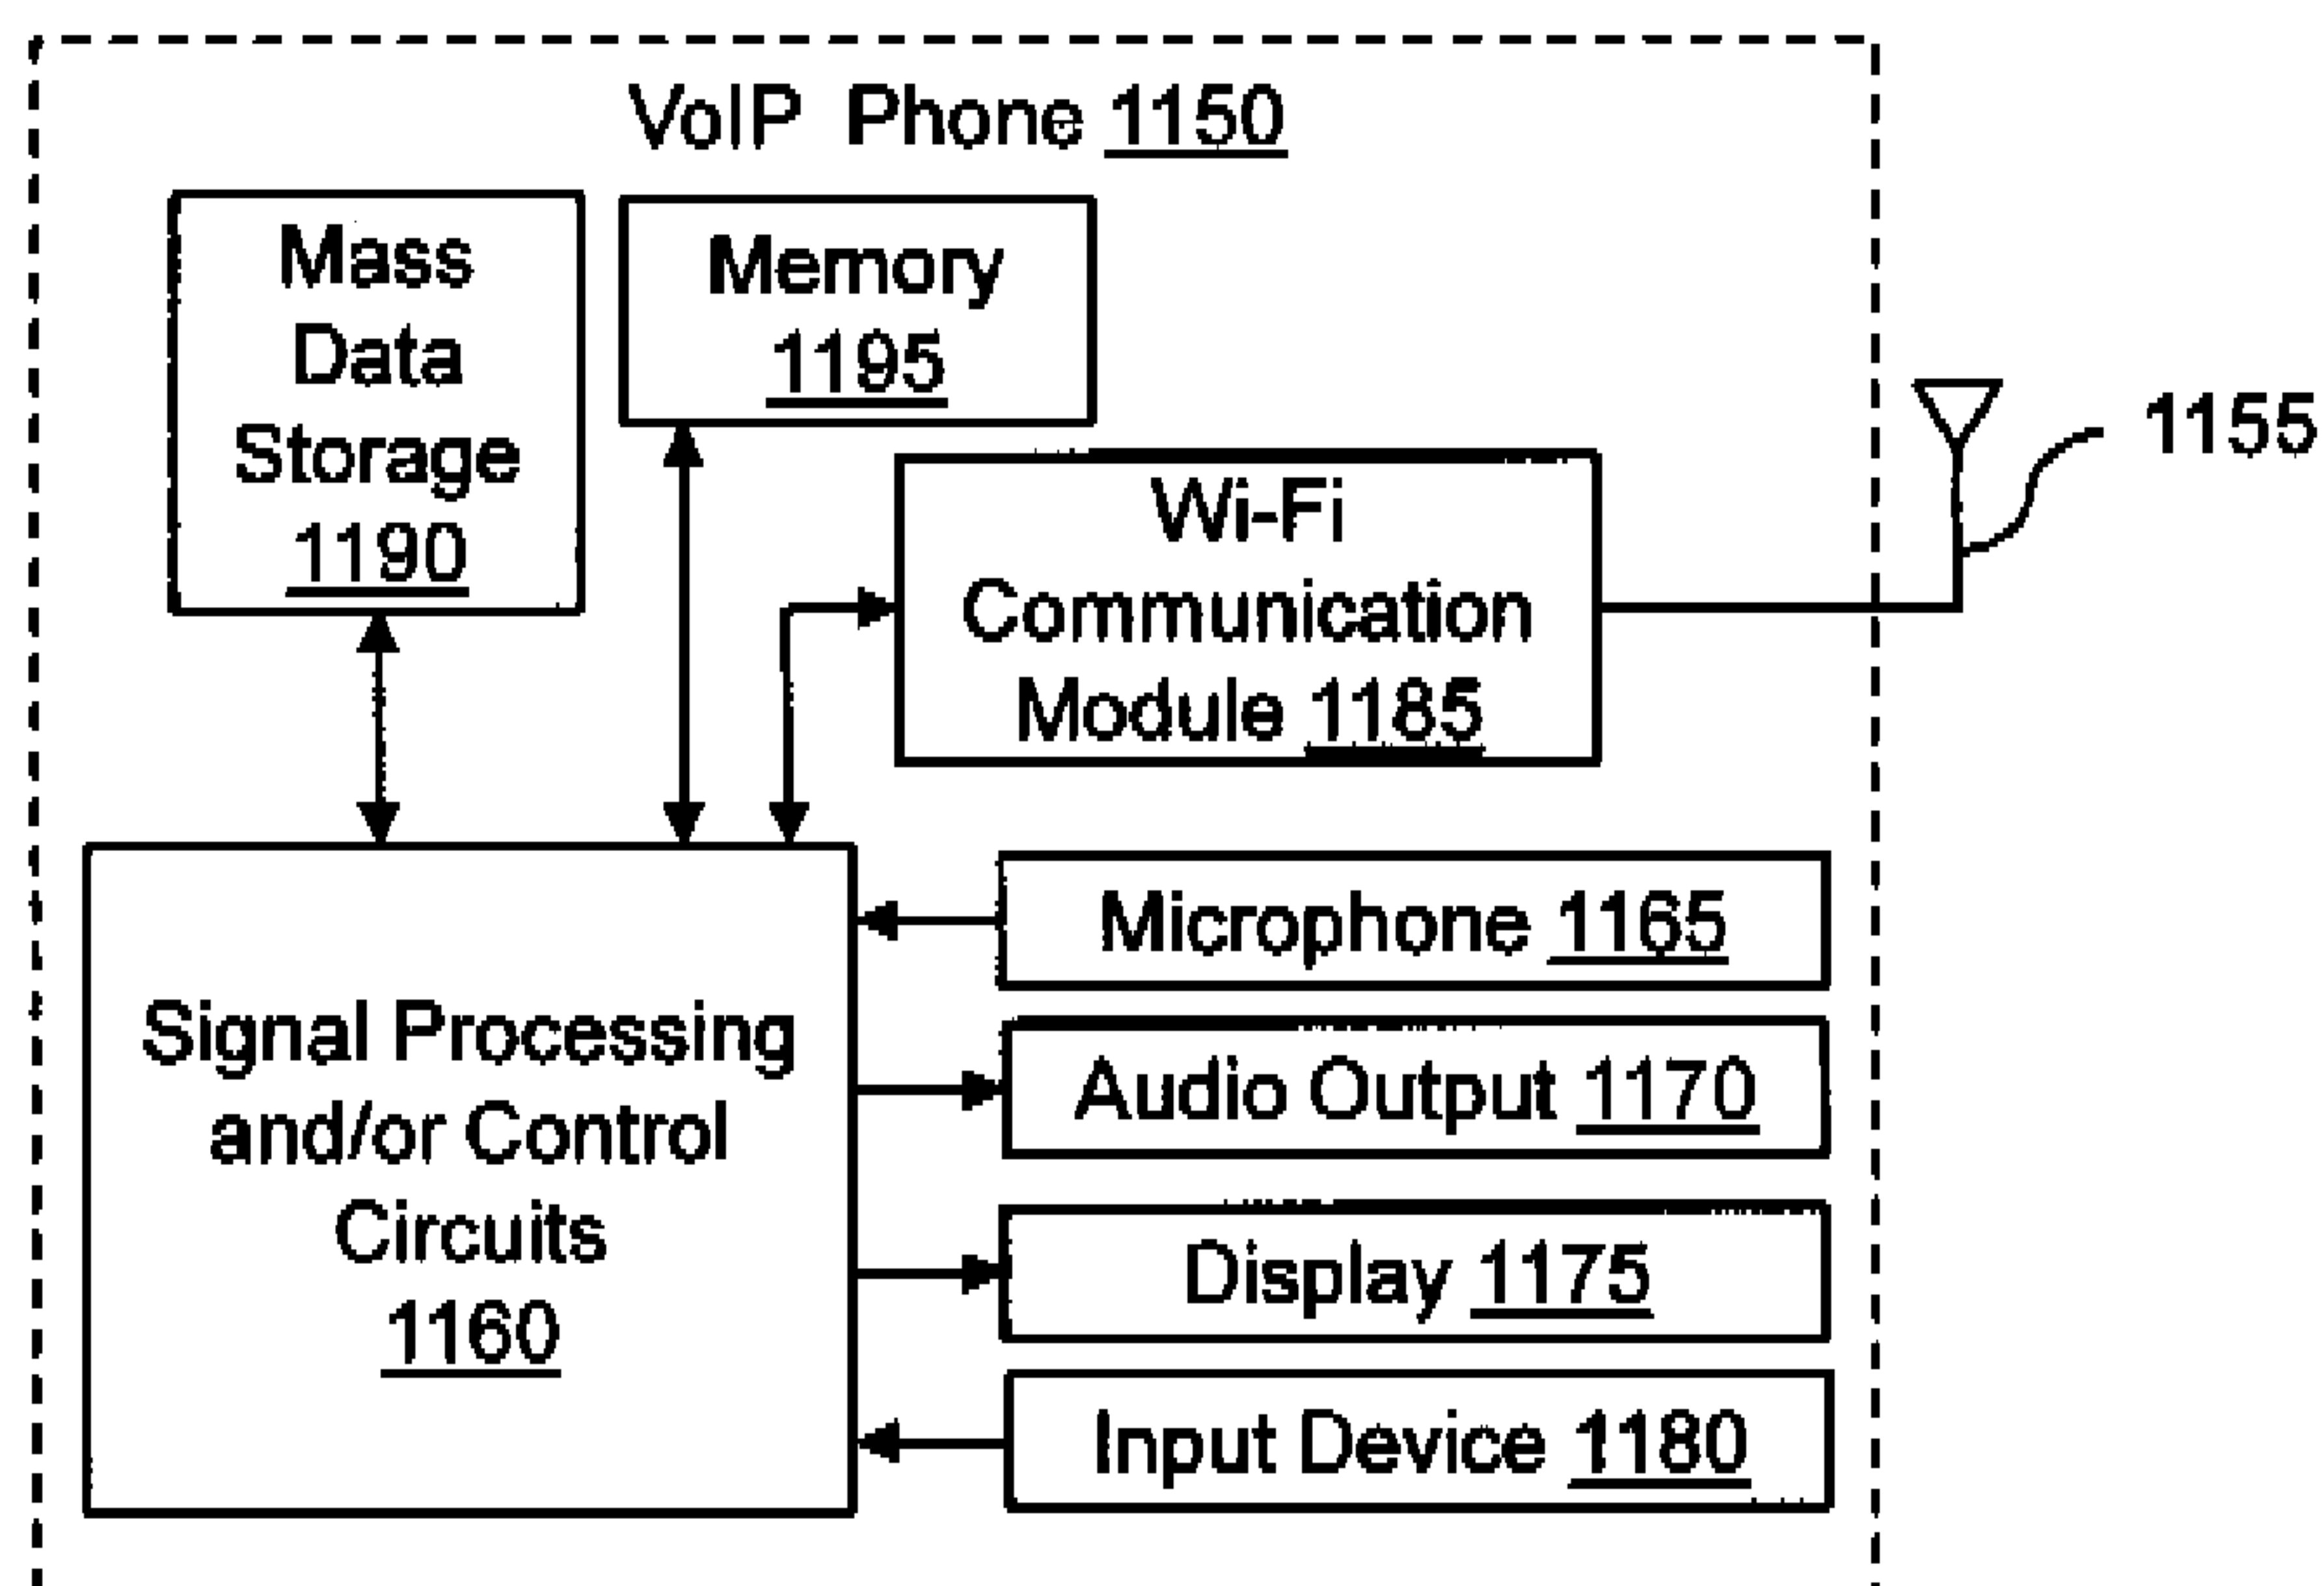 VoIP Phone 1150
Mass
Data
Storage
1190
Memory
1195
Wi-Fi
Communication
Module 1185
1155
Signal Processing
and/or Control
Circuits
1160
Microphone 1165
Audio Output 1170
Display 1175
Input Device 1180